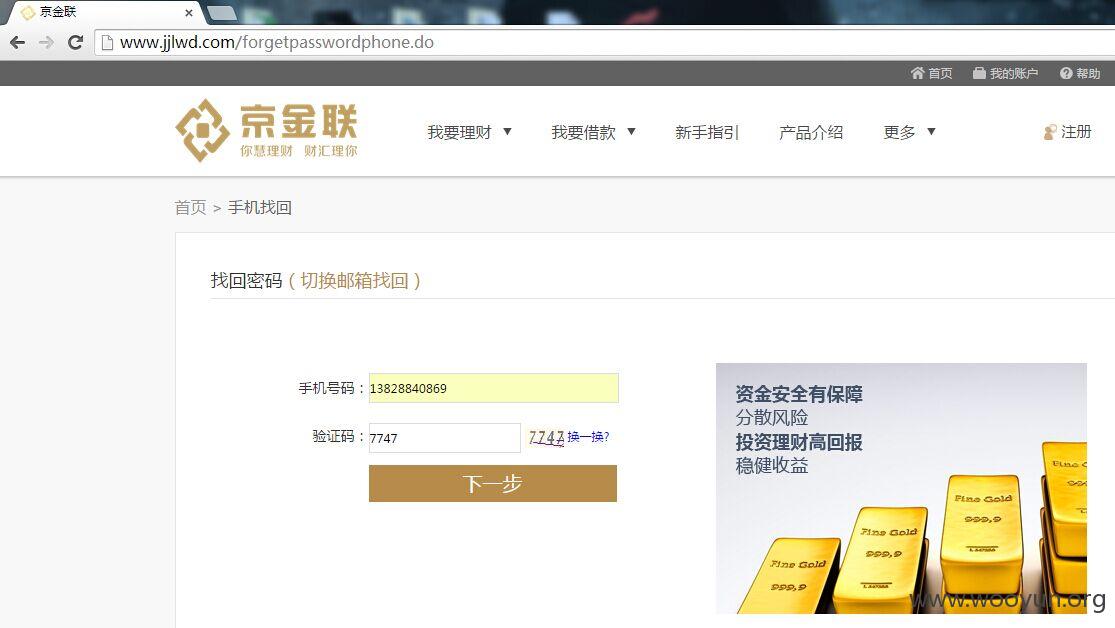 京金联
www.jjlwd.com/forgetpasswordphone.do
首页 我的账户 帮助
京金联
你慧理财 财汇理你
我要理财 ▼ 我要借款 ▼ 新手指引 产品介绍 更多 ▼ 注册
首页 > 手机找回
找回密码 ( 切换邮箱找回 )
手机号码：13828840869
验证码：7747 7747 换一换?
下一步
资金安全有保障
分散风险
投资理财高回报
稳健收益
Fine Gold
Fine Gold
999,9
Fine Gold
999,9
Fine Gold
999,9
www.wooyun.org